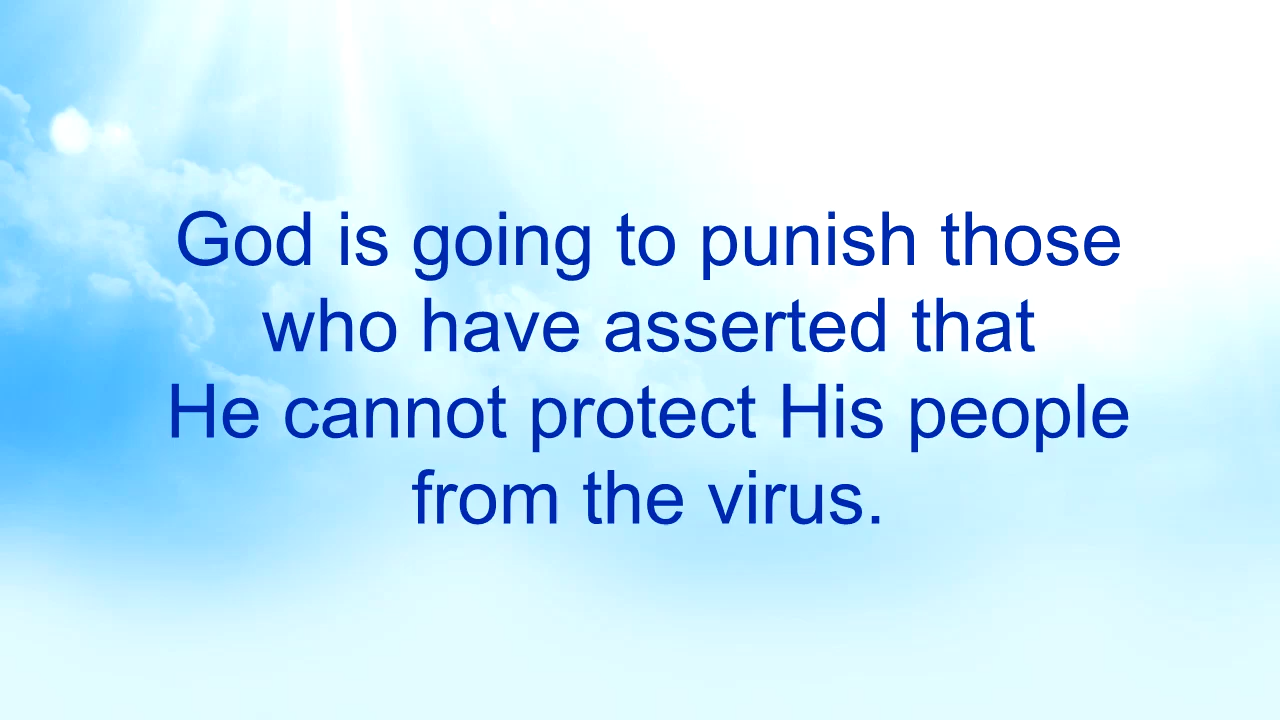 God is going to punish those
who have asserted that
He cannot protect His people
from the virus.